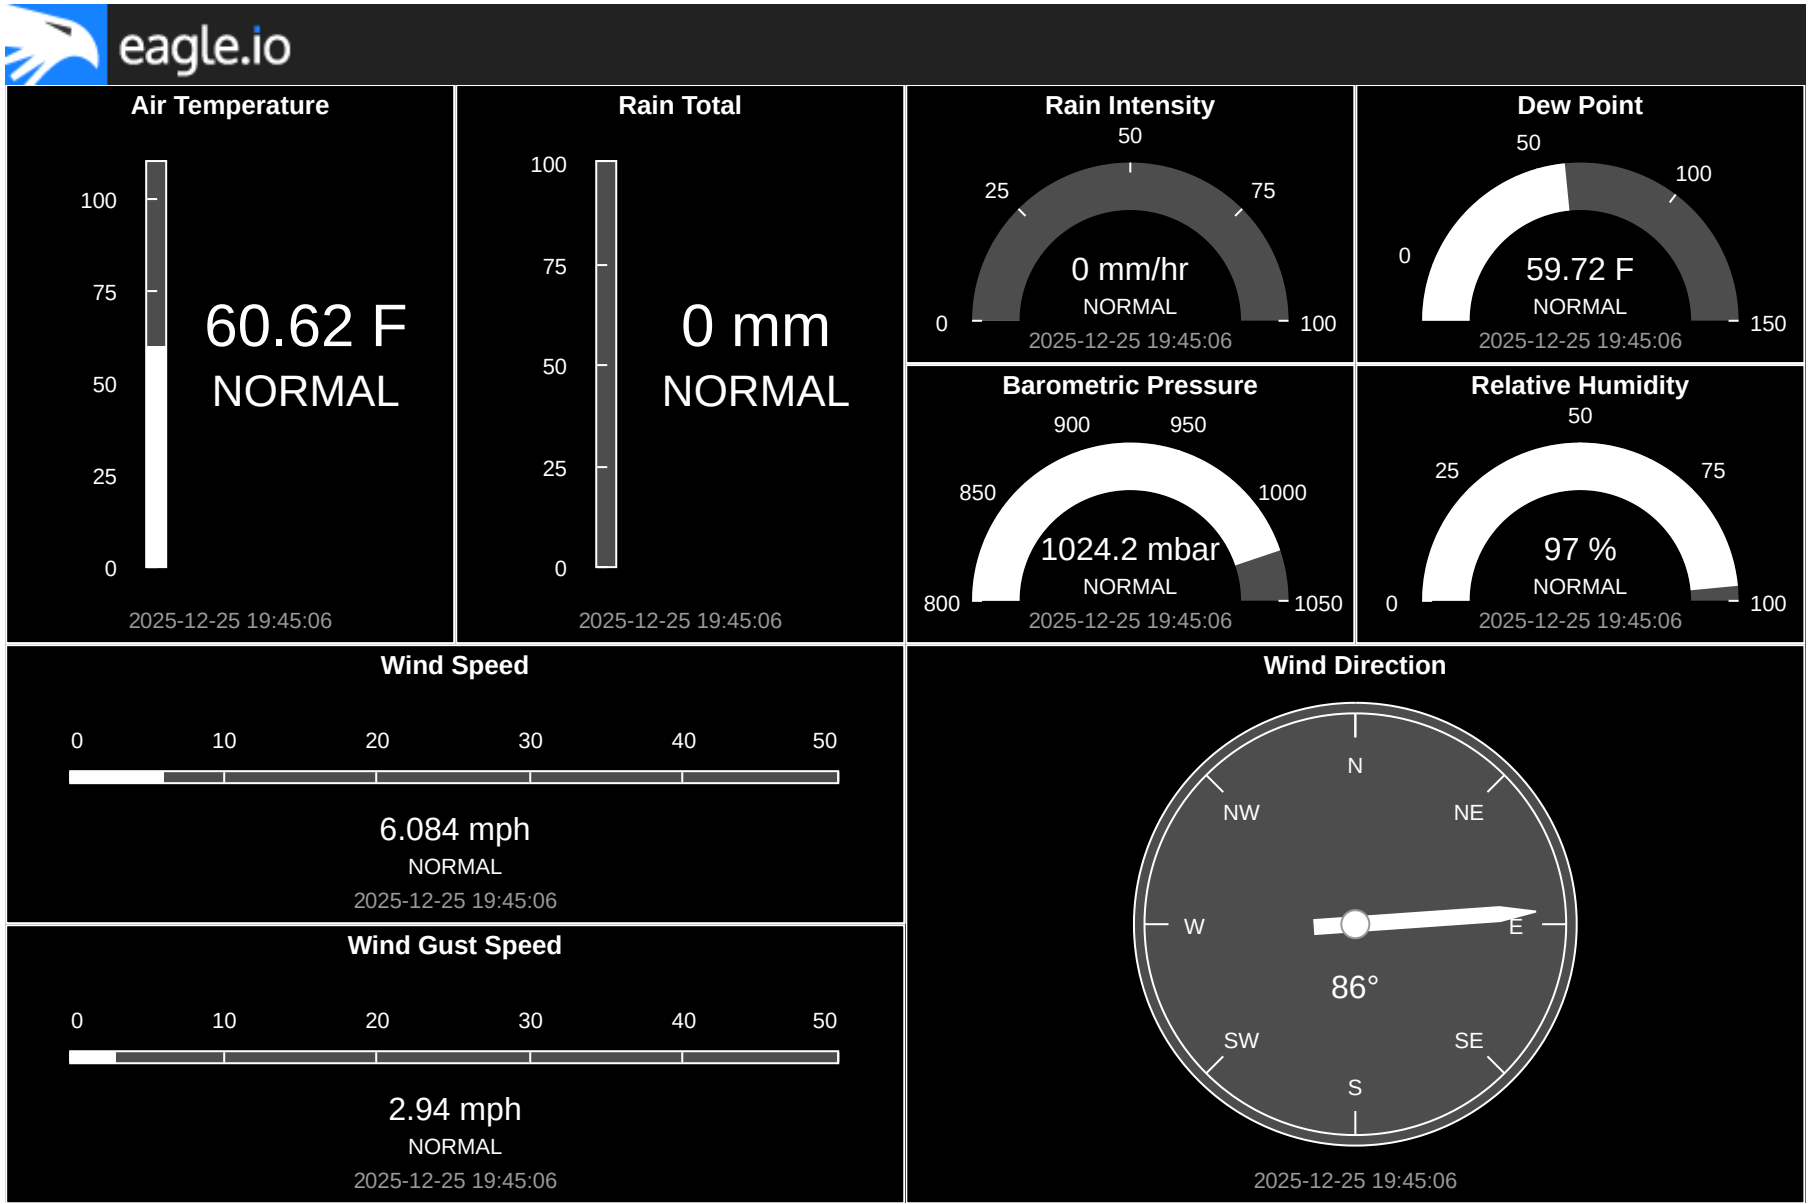 eagle.io
Air Temperature
100
75
50
25
0
60.62 F
NORMAL
2025-12-25 19:45:06
Rain Total
100
75
50
25
0
0 mm
NORMAL
2025-12-25 19:45:06
Rain Intensity
0
25
50
75
100
0 mm/hr
NORMAL
2025-12-25 19:45:06
Dew Point
0
50
100
150
59.72 F
NORMAL
2025-12-25 19:45:06
Barometric Pressure
800
850
900
950
1000
1050
1024.2 mbar
NORMAL
2025-12-25 19:45:06
Relative Humidity
0
25
50
75
100
97 %
NORMAL
2025-12-25 19:45:06
Wind Speed
0 10 20 30 40 50
6.084 mph
NORMAL
2025-12-25 19:45:06
Wind Gust Speed
0 10 20 30 40 50
2.94 mph
NORMAL
2025-12-25 19:45:06
Wind Direction
N
NW NE
W E
86°
SW SE
S
2025-12-25 19:45:06